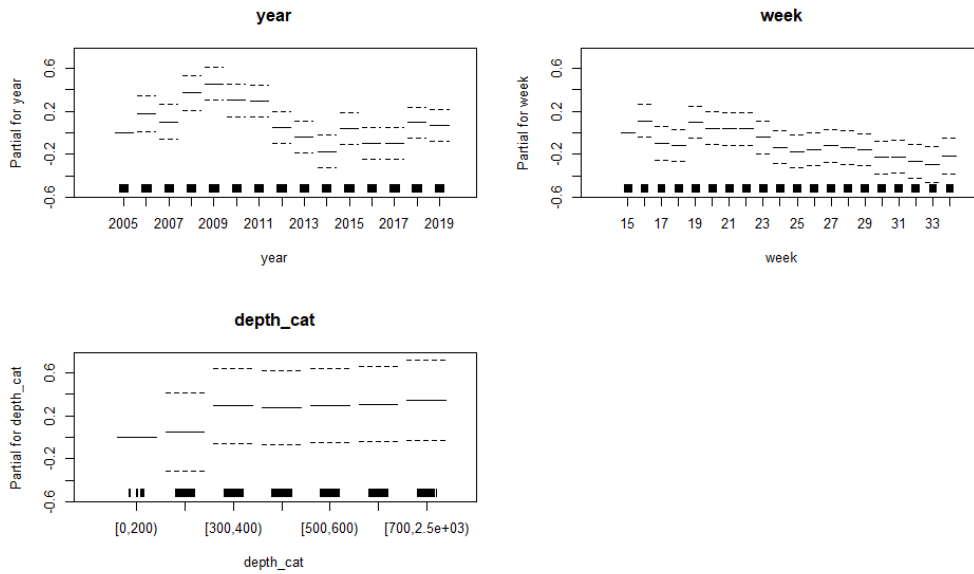 year
Partial for year
0.6
0.2
-0.2
-0.6
2005 2007 2009 2011 2013 2015 2017 2019
year
week
Partial for week
0.6
0.2
-0.2
-0.6
15 17 19 21 23 25 27 29 31 33
week
depth_cat
Partial for depth_cat
0.6
0.2
-0.2
-0.6
[0,200) [300,400) [500,600) [700,2.5e+03)
depth_cat